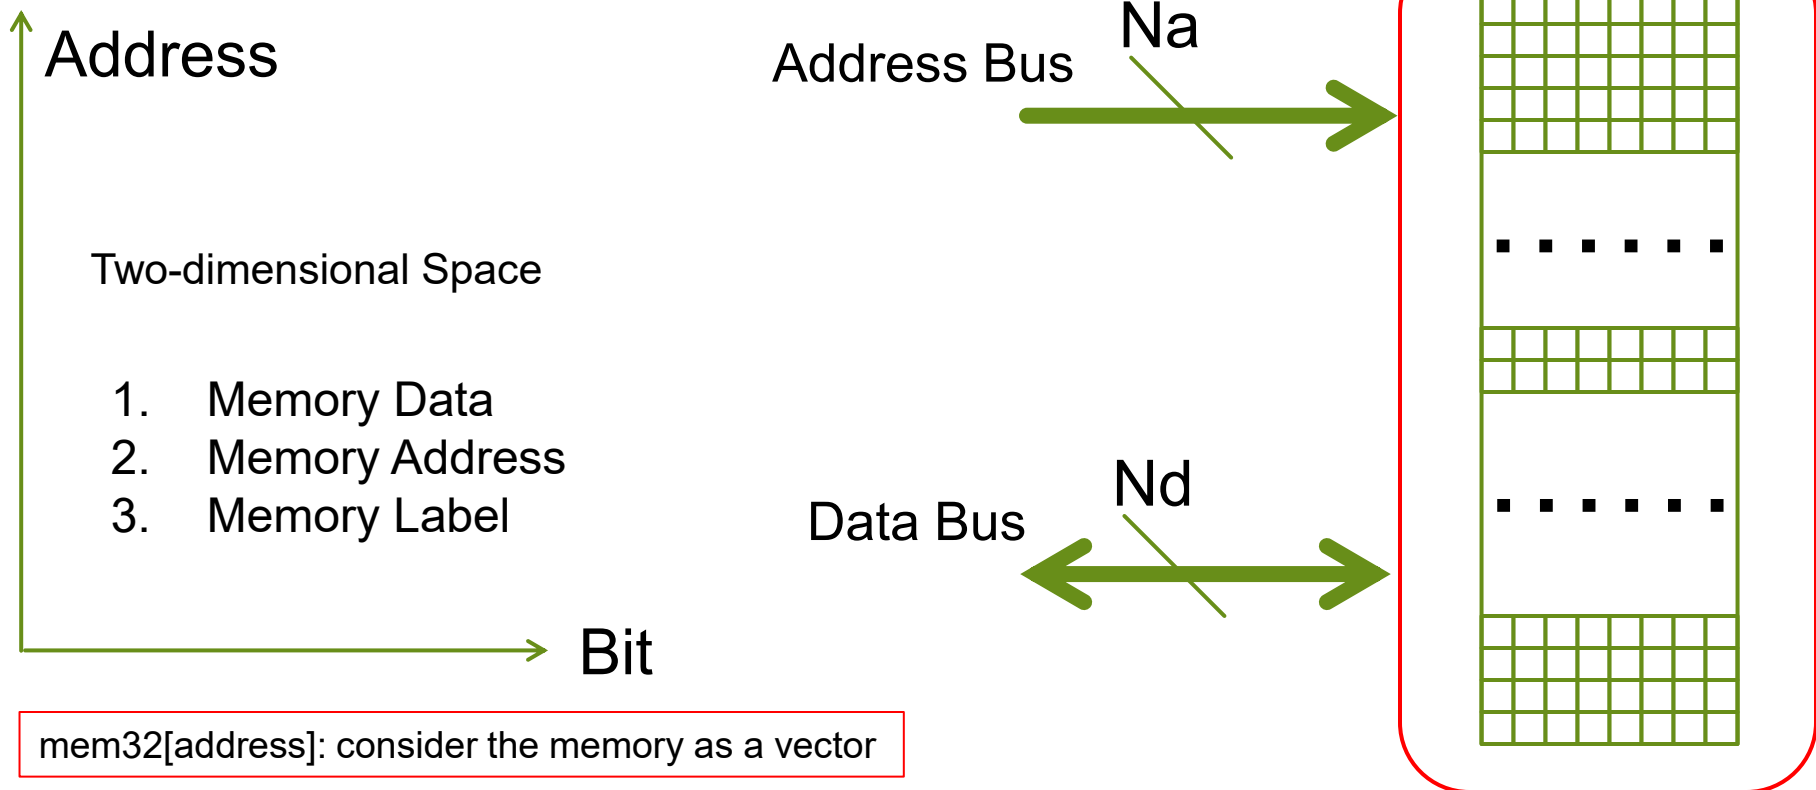 Address
Na
Address Bus
Two-dimensional Space
1. Memory Data
2. Memory Address
3. Memory Label
Nd
Data Bus
Bit
mem32[address]: consider the memory as a vector